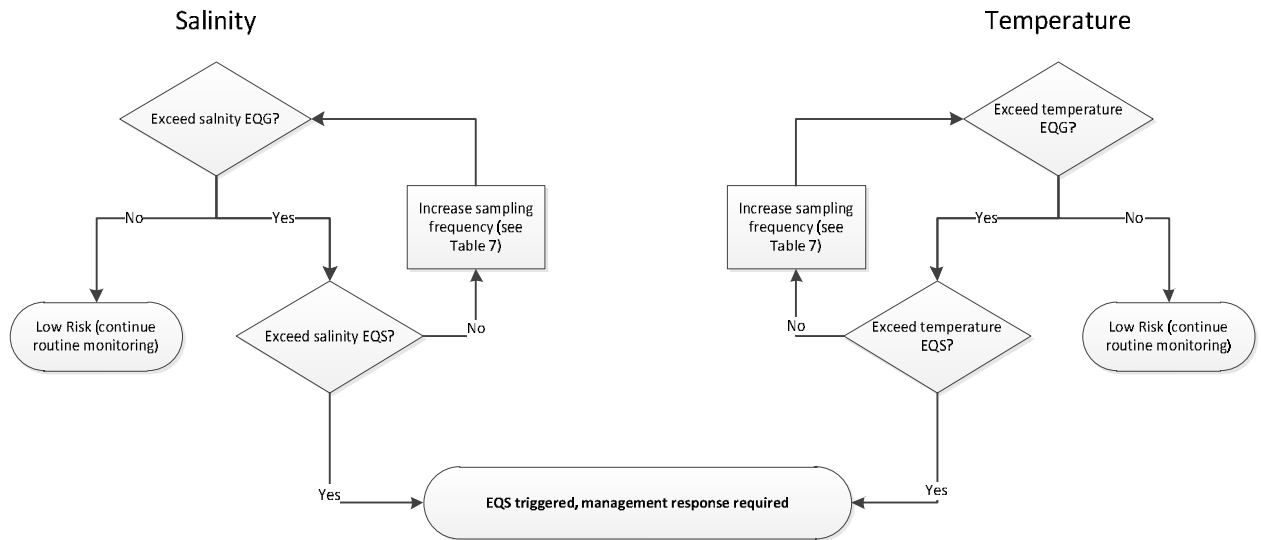 Salinity
Temperature
Exceed salnity EQG?
Exceed temperature
EQG?
No
Yes
Increase sampling
frequency (see
Table 7)
Increase sampling
frequency (see
Table 7)
Yes
No
Low Risk (continue
routine monitoring)
Exceed salinity EQS?
No
No
Exceed temperature
EQS?
Low Risk (continue
routine monitoring)
Yes
EQS triggered, management response required
Yes